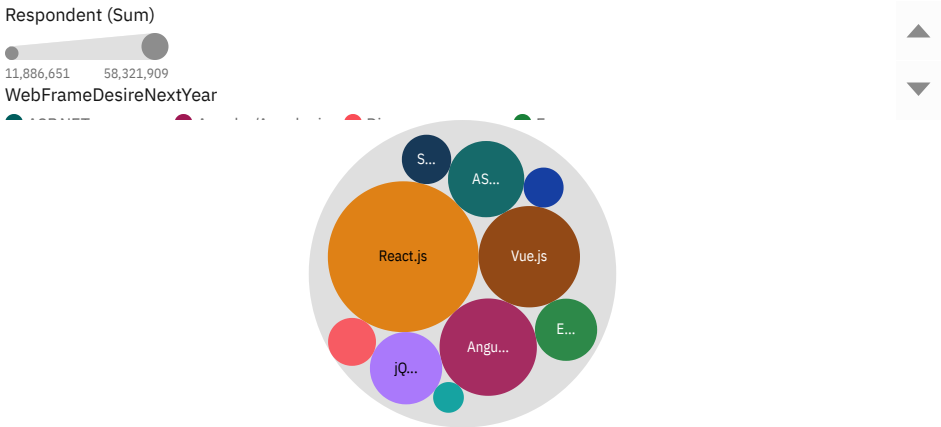 Respondent (Sum)
11,886,651 58,321,909
WebFrameDesireNextYear
S...
AS...
React.js
Vue.js
E...
Angu...
jQ...